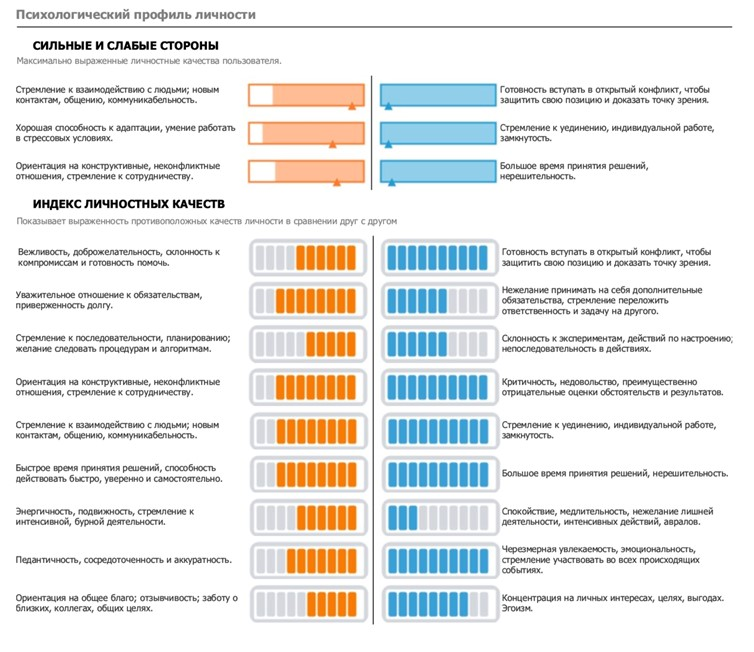 Психологический профиль личности
СИЛЬНЫЕ И СЛАБЫЕ СТОРОНЫ
Максимально выраженные личностные качества пользователя.
Стремление к взаимодействию с людьми; новым
контактам, общению, коммуникабельность.
Готовность вступать в открытый конфликт, чтобы
защитить свою позицию и доказать точку зрения.
Хорошая способность к адаптации, умение работать
в стрессовых условиях.
Стремление к уединению, индивидуальной работе,
замкнутость.
Ориентация на конструктивные, неконфликтные
отношения, стремление к сотрудничеству.
Большое время принятия решений,
нерешительность.
ИНДЕКС ЛИЧНОСТНЫХ КАЧЕСТВ
Показывает выраженность противоположных качеств личности в сравнении друг с другом
Вежливость, доброжелательность, склонность к
компромиссам и готовность помочь.
Готовность вступать в открытый конфликт, чтобы
защитить свою позицию и доказать точку зрения.
Уважительное отношение к обязательствам,
приверженность долгу.
Нежелание принимать на себя дополнительные
обязательства, стремление переложить
ответственность и задачу на другого.
Стремление к последовательности, планированию;
желание следовать процедурам и алгоритмам.
Склонность к экспериментам, действий по настроению;
непоследовательность в действиях.
Ориентация на конструктивные, неконфликтные
отношения, стремление к сотрудничеству.
Критичность, недовольство, преимущественно
отрицательные оценки обстоятельств и результатов.
Стремление к взаимодействию с людьми; новым
контактам, общению, коммуникабельность.
Стремление к уединению, индивидуальной работе,
замкнутость.
Быстрое время принятия решений, способность
действовать быстро, уверенно и самостоятельно.
Большое время принятия решений, нерешительность.
Энергичность, подвижность, стремление к
интенсивной, бурной деятельности.
Спокойствие, медлительность, нежелание лишней
деятельности, интенсивных действий, авралов.
Педантичность, сосредоточенность и аккуратность.
Черезмерная увлекаемость, эмоциональность,
стремление участвовать во всех происходящих
событиях.
Ориентация на общее благо; отзывчивость; заботу о
близких, коллегах, общих целях.
Концентрация на личных интересах, целях, выгодах.
Эгоизм.